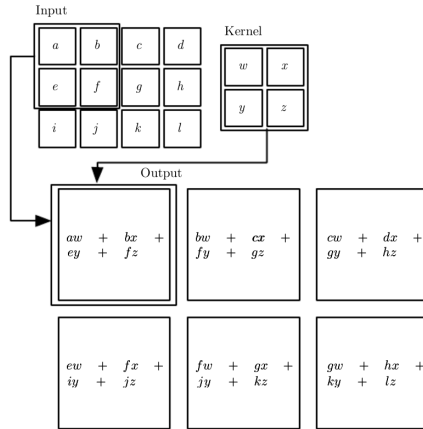 Input
a b c d
Kernel
w x
e f g h
y z
i j k l
Output
aw + bx +
ey + fz
bw + cx +
fy + gz
cw + dx +
gy + hz
ew + fx +
iy + jz
fw + gx +
jy + kz
gw + hx +
ky + lz